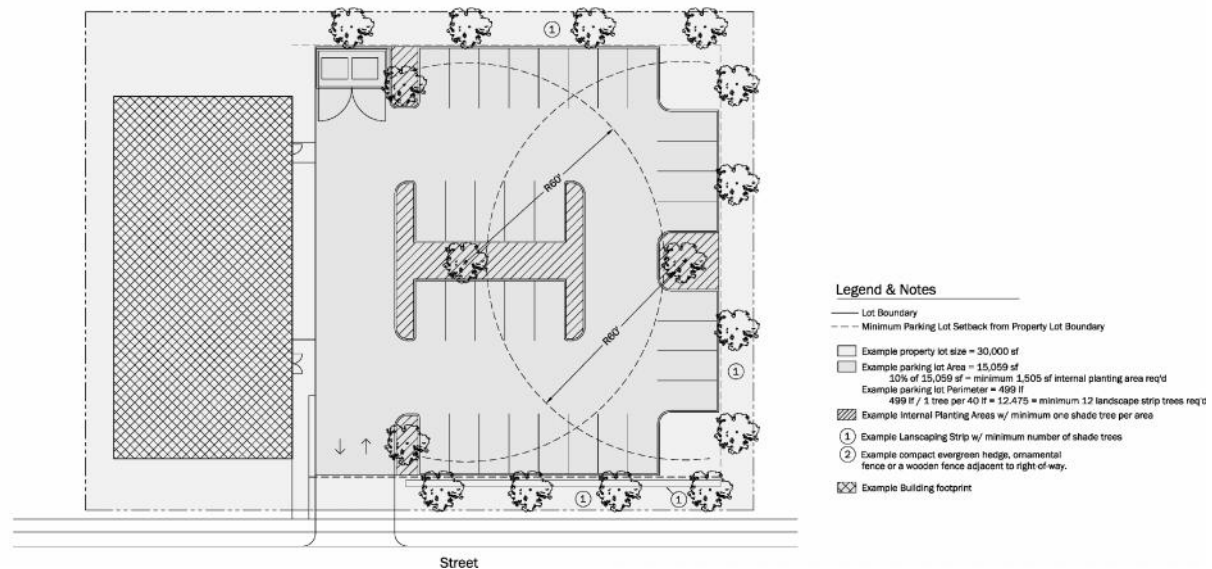 1
R60'
R60'
1
1
1
Street
Legend & Notes
Lot Boundary
Minimum Parking Lot Setback from Property Lot Boundary
Example property lot size = 30,000 sf
Example parking lot Area = 15,059 sf
10% of 15,059 sf = minimum 1,505 sf internal planting area req'd
Example parking lot Perimeter = 499 lf
499 lf / 1 tree per 40 lf = 12.475 = minimum 12 landscape strip trees req'd
Example Internal Planting Areas w/ minimum one shade tree per area
1 Example Lanscaping Strip w/ minimum number of shade trees
2 Example compact evergreen hedge, ornamental
fence or a wooden fence adjacent to right-of-way.
Example Building footprint